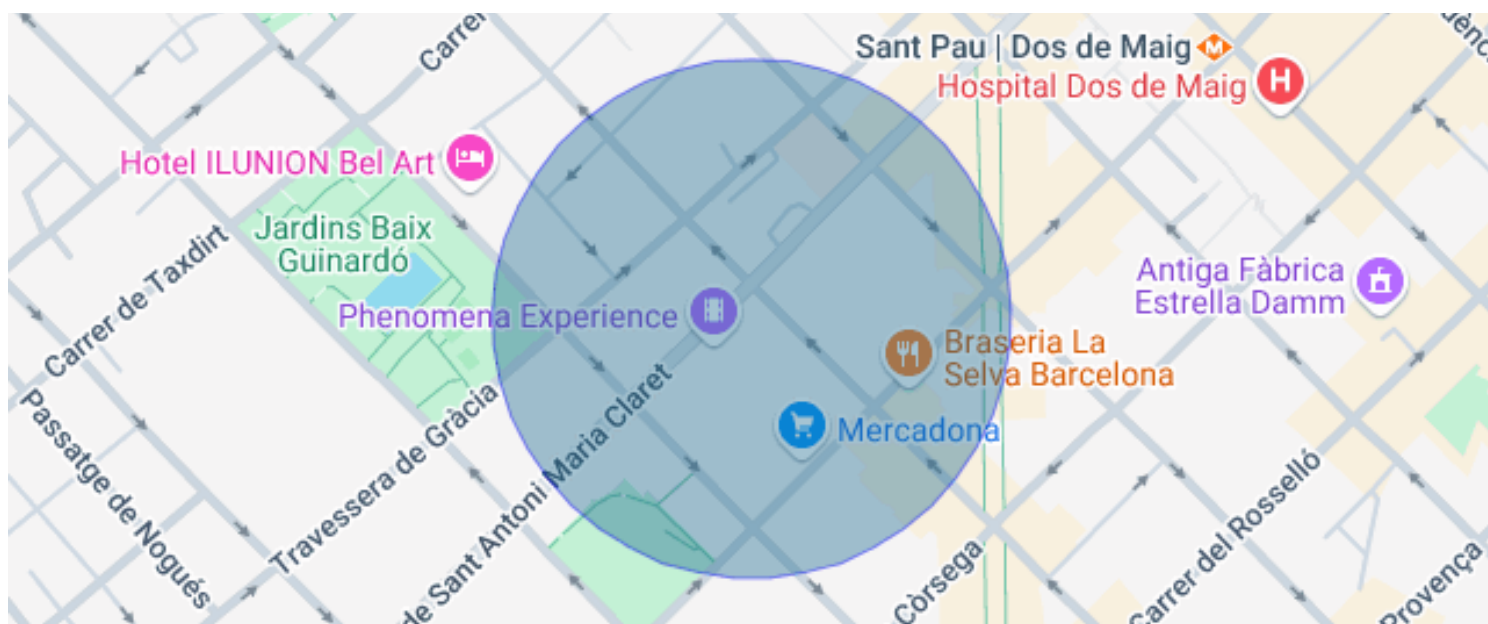 Carrer
Sant Pau | Dos de Maig
Hospital Dos de Maig
H
Hotel ILUNION Bel Art
Jardins Baix
Guinardó
Carrer de Taxdirt
Phenomena Experience
Antiga Fàbrica
Estrella Damm
Braseria La
Selva Barcelona
Mercadona
Passatge de Nogués
Travessera de Gràcia
de Sant Antoni Maria Claret
Còrsega
Carrer del Rosselló
Provença